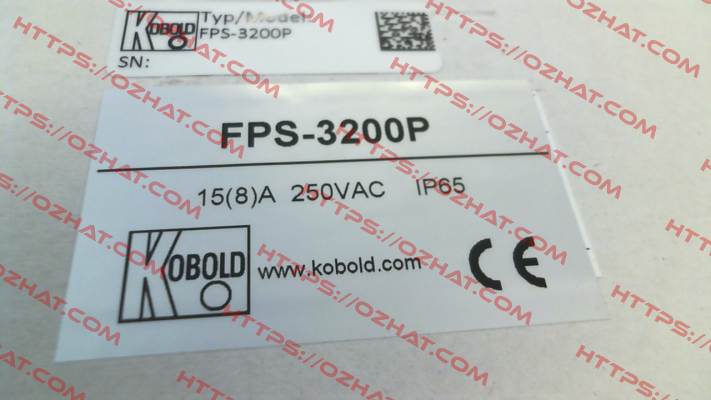 KOBOLD
Typ/Model:
FPS-3200P
SN:
FPS-3200P
15(8)A 250VAC IP65
KOBOLD
www.kobold.com
CE
HTTPS://OZHAT.COM